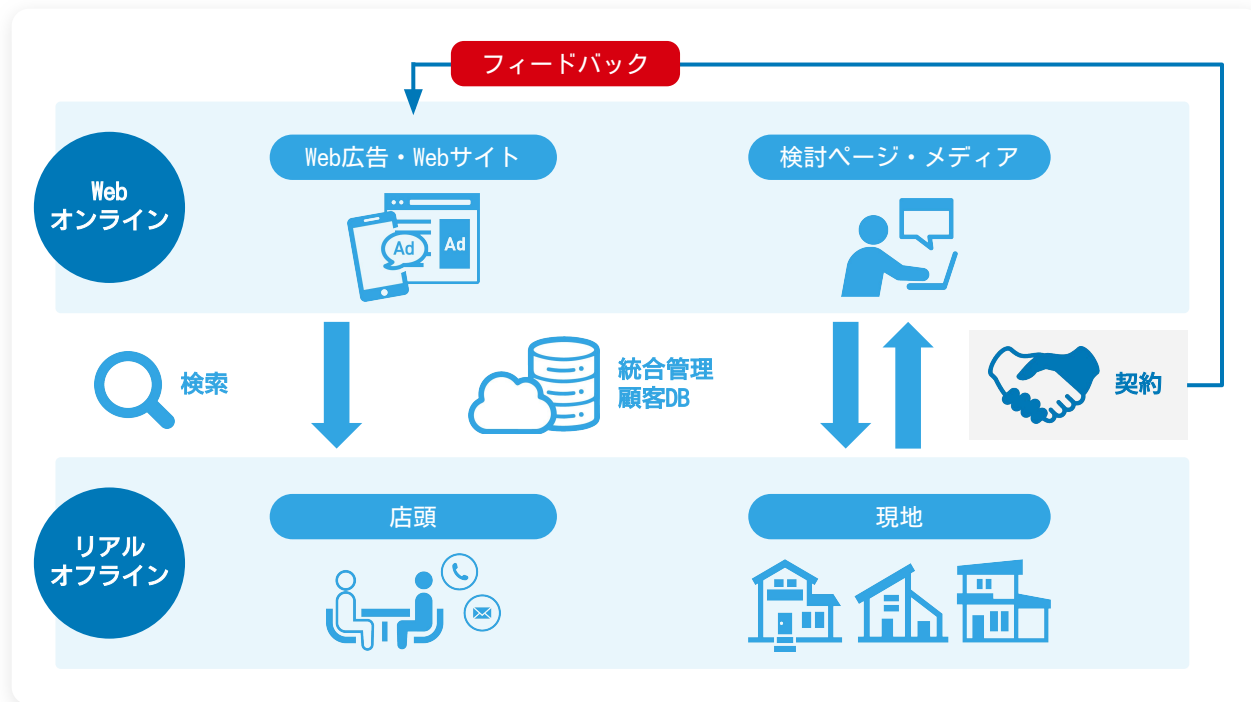 フィードバック
Web広告・Webサイト
検討ページ・メディア
Web
オンライン
Ad
Ad
検索
統合管理
顧客DB
契約
店頭
現地
リアル
オフライン